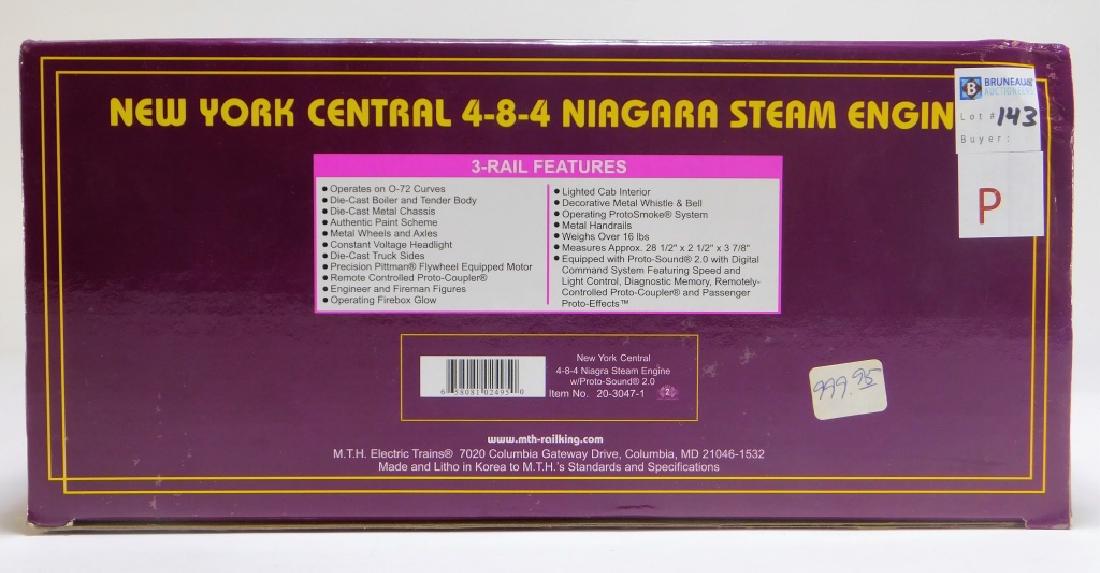 NEW YORK CENTRAL 4-8-4 NIAGARA STEAM ENGIN
BRUNEAU&CO
AUCTIONEERS
B
Lot # 143
Buyer:
P
3-RAIL FEATURES
• Operates on O-72 Curves
• Die-Cast Boiler and Tender Body
• Die-Cast Metal Chassis
• Authentic Paint Scheme
• Metal Wheels and Axles
• Constant Voltage Headlight
• Die-Cast Truck Sides
• Precision Pittman® Flywheel Equipped Motor
• Remote Controlled Proto-Coupler®
• Engineer and Fireman Figures
• Operating Firebox Glow
• Lighted Cab Interior
• Decorative Metal Whistle & Bell
• Operating ProtoSmoke® System
• Metal Handrails
• Weighs Over 16 lbs
• Measures Approx. 28 1/2" x 2 1/2" x 3 7/8"
• Equipped with Proto-Sound® 2.0 with Digital
Command System Featuring Speed and
Light Control, Diagnostic Memory, Remotely-
Controlled Proto-Coupler® and Passenger
Proto-Effects™
New York Central
4-8-4 Niagra Steam Engine
w/Proto-Sound® 2.0
Item No. 20-3047-1
2
6 58081 02495 0
999.95
www.mth-railking.com
M.T.H. Electric Trains® 7020 Columbia Gateway Drive, Columbia, MD 21046-1532
Made and Litho in Korea to M.T.H.'s Standards and Specifications